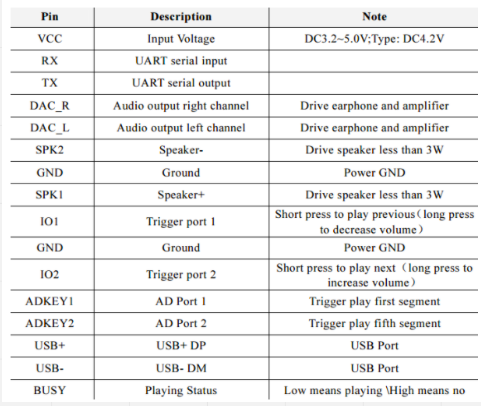 Pin Description Note
VCC Input Voltage DC3.2~5.0V;Type: DC4.2V
RX UART serial input
TX UART serial output
DAC_R Audio output right channel Drive earphone and amplifier
DAC_L Audio output left channel Drive earphone and amplifier
SPK2 Speaker- Drive speaker less than 3W
GND Ground Power GND
SPK1 Speaker+ Drive speaker less than 3W
IO1 Trigger port 1 Short press to play previous(long press
to decrease volume)
GND Ground Power GND
IO2 Trigger port 2 Short press to play next (long press to
increase volume)
ADKEY1 AD Port 1 Trigger play first segment
ADKEY2 AD Port 2 Trigger play fifth segment
USB+ USB+ DP USB Port
USB- USB- DM USB Port
BUSY Playing Status Low means playing \High means no